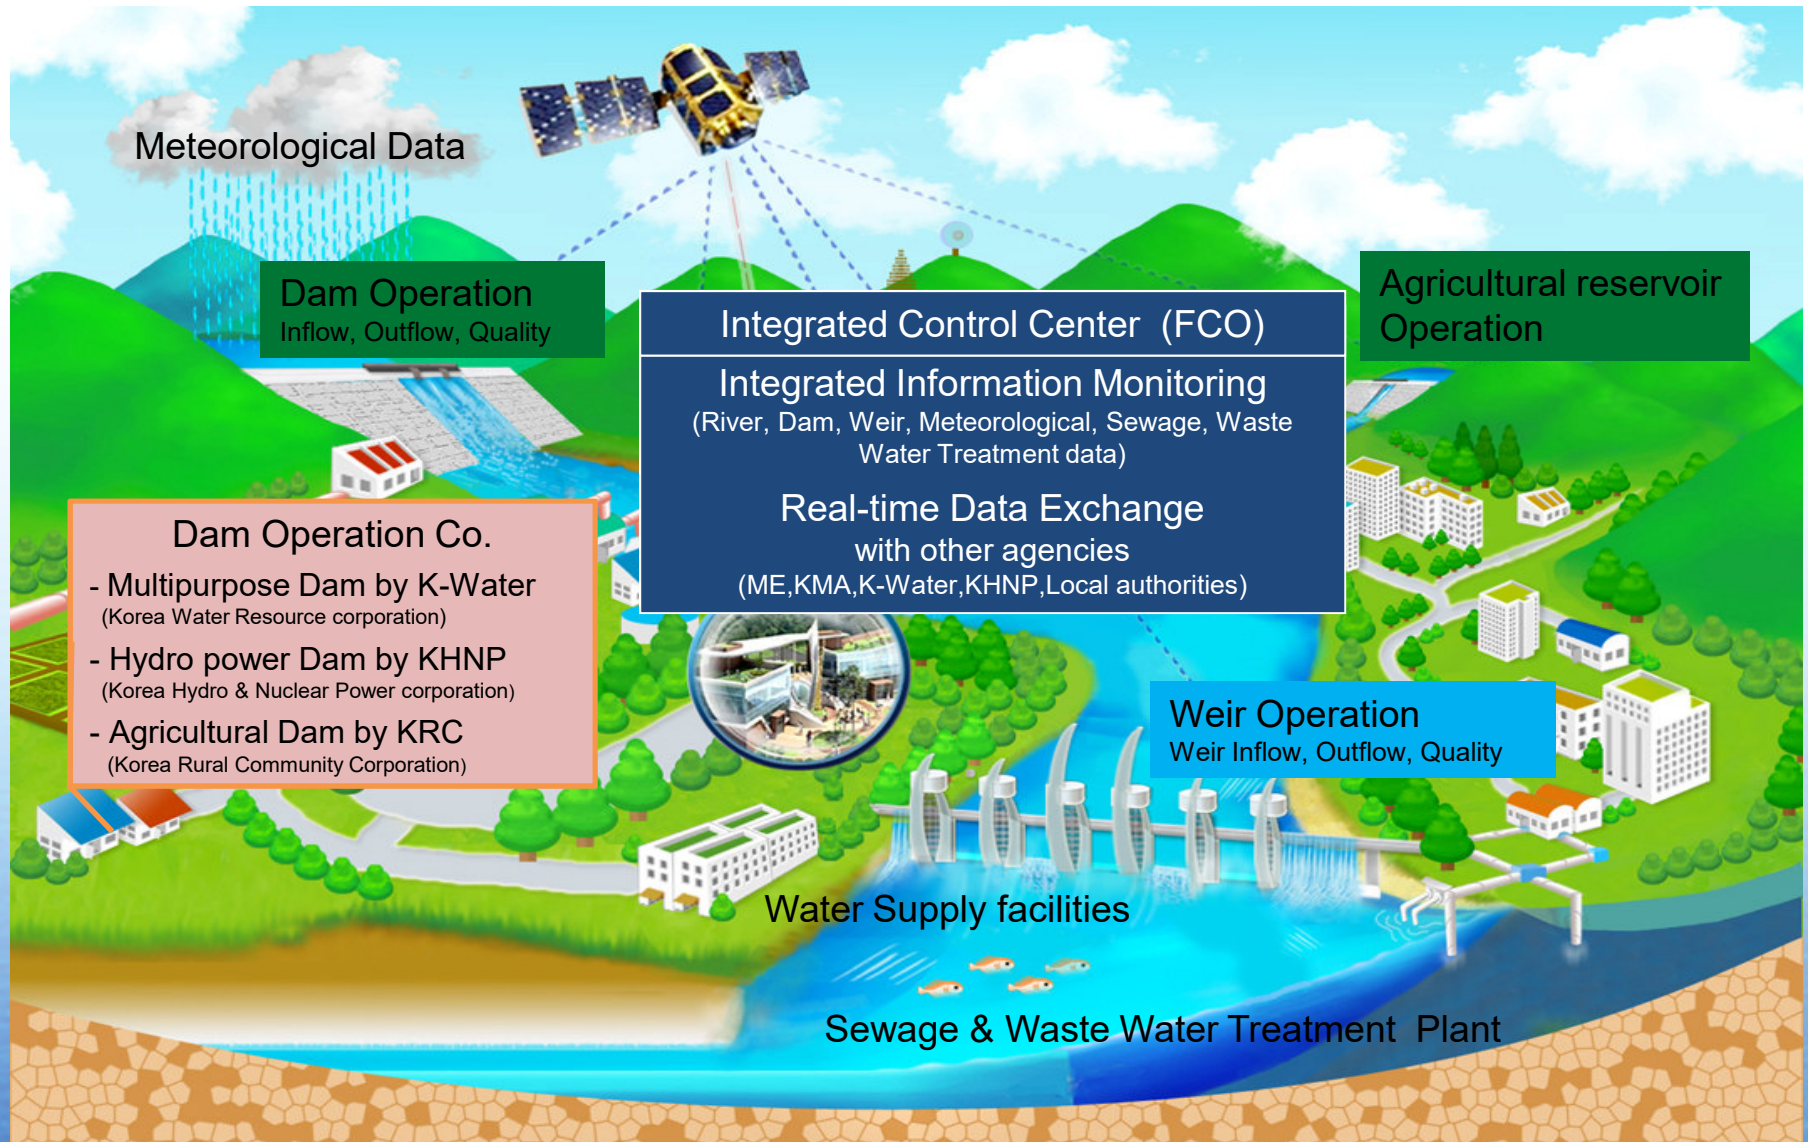 Meteorological Data
Dam Operation
Inflow, Outflow, Quality
Integrated Control Center (FCO)
Integrated Information Monitoring
(River, Dam, Weir, Meteorological, Sewage, Waste
Water Treatment data)
Real-time Data Exchange
with other agencies
(ME,KMA,K-Water,KHNP,Local authorities)
Agricultural reservoir
Operation
Dam Operation Co.
- Multipurpose Dam by K-Water
(Korea Water Resource corporation)
- Hydro power Dam by KHNP
(Korea Hydro & Nuclear Power corporation)
- Agricultural Dam by KRC
(Korea Rural Community Corporation)
Weir Operation
Weir Inflow, Outflow, Quality
Water Supply facilities
Sewage & Waste Water Treatment Plant